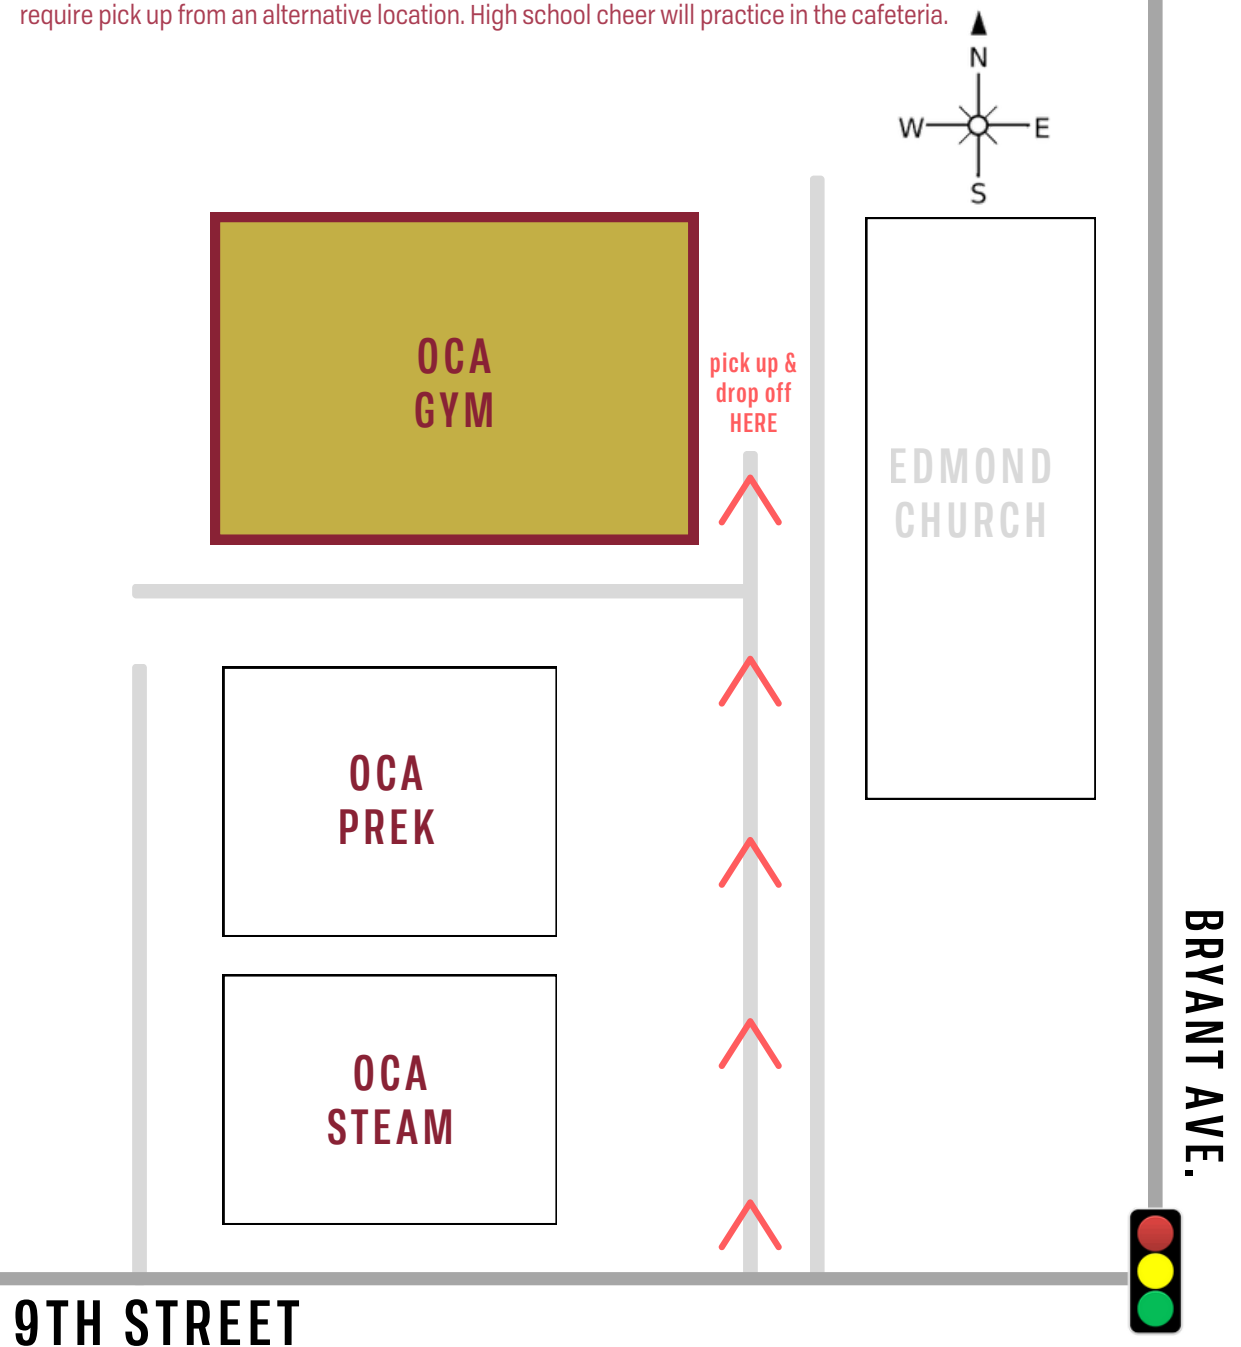 require pick up from an alternative location. High school cheer will practice in the cafeteria.
N
W
E
S
OCA
GYM
pick up &
drop off
HERE
EDMOND
CHURCH
OCA
PREK
OCA
STEAM
BRYANT AVE.
9TH STREET